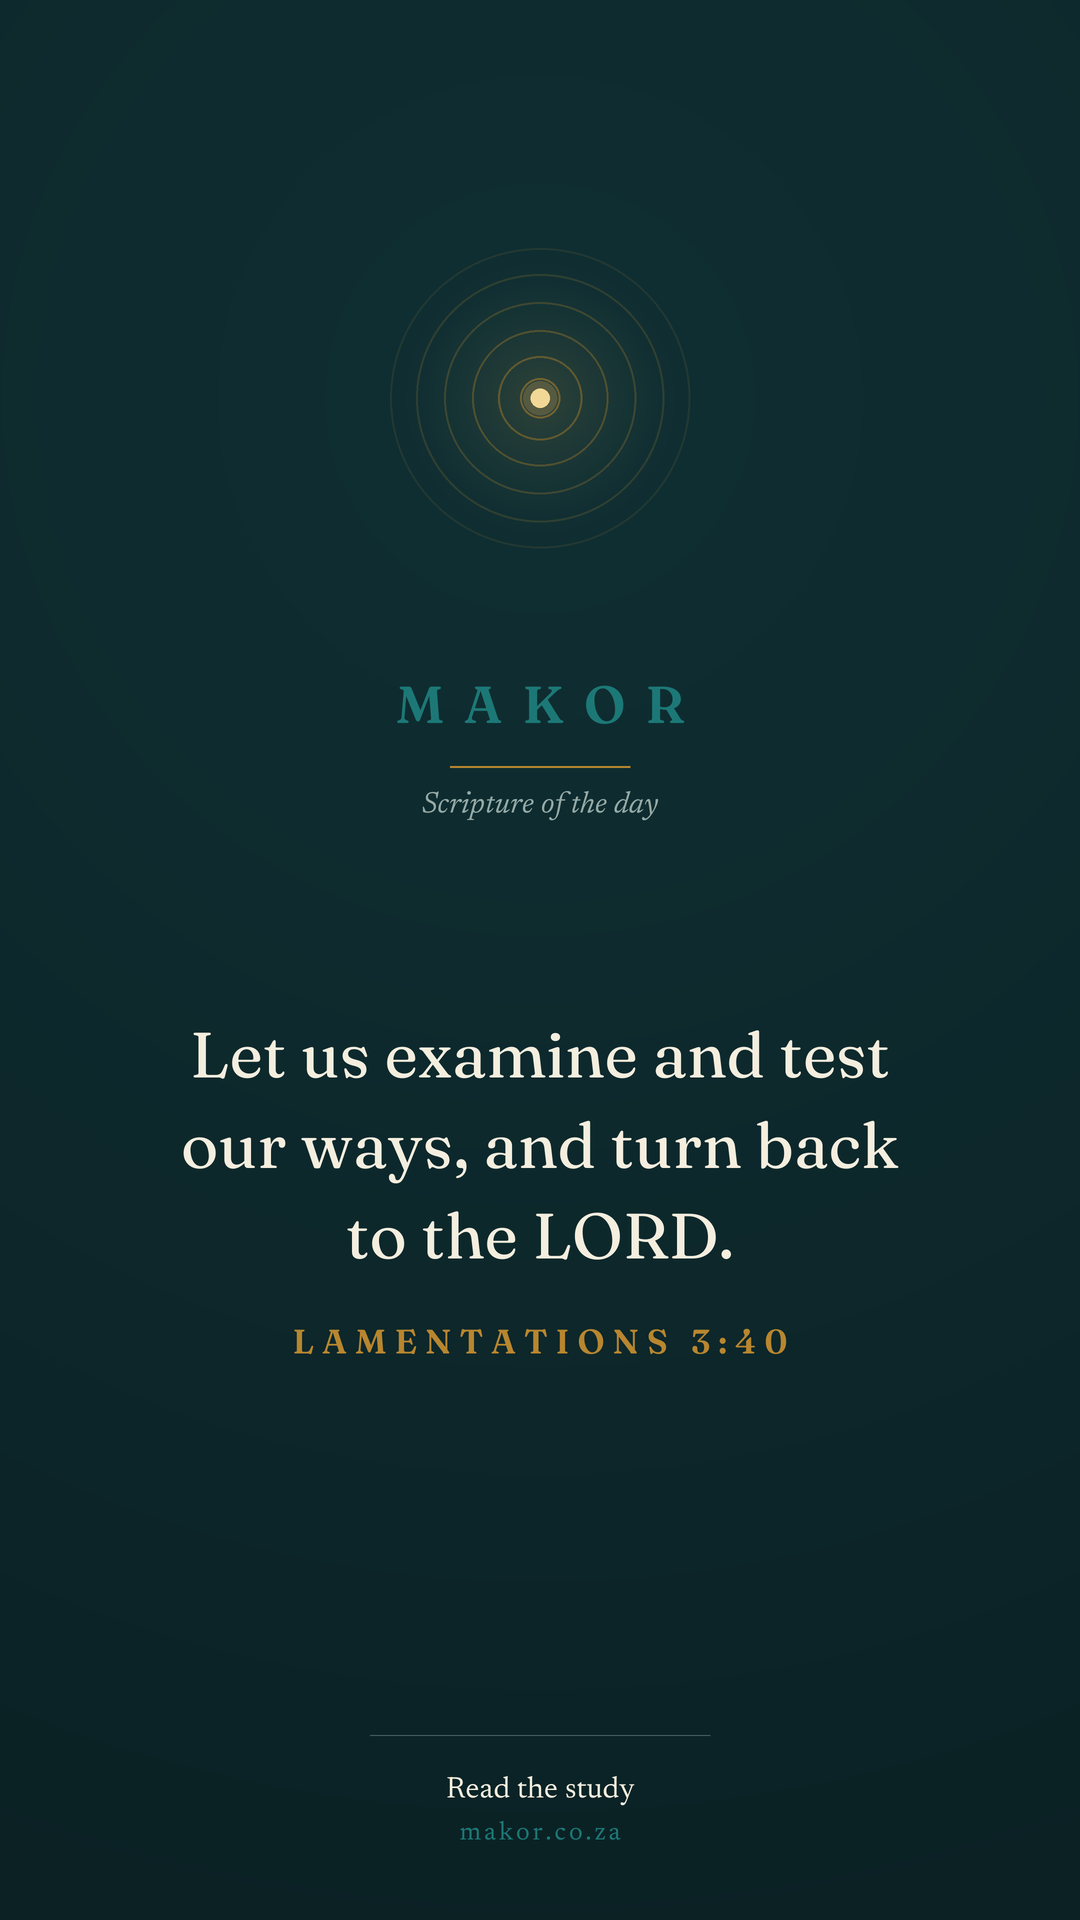 MAKOR
Scripture of the day
Let us examine and test
our ways, and turn back
to the LORD.
LAMENTATIONS 3:40
Read the study
makor.co.za